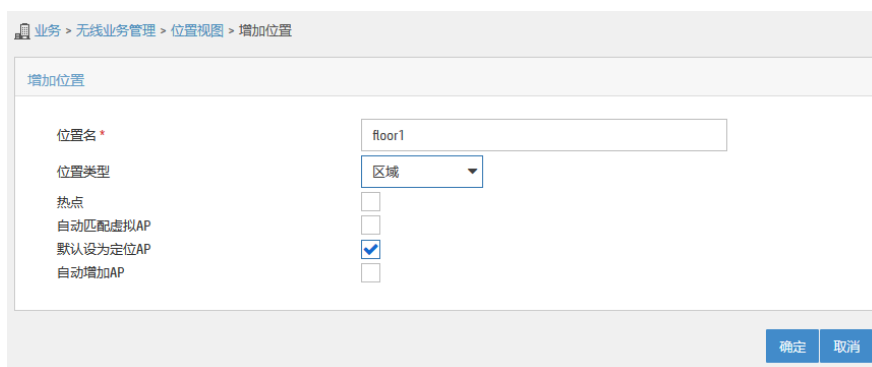 业务 > 无线业务管理 > 位置视图 > 增加位置
增加位置
位置名 * floor1
位置类型 区域
热点
自动匹配虚拟AP
默认设为定位AP
自动增加AP
确定 取消